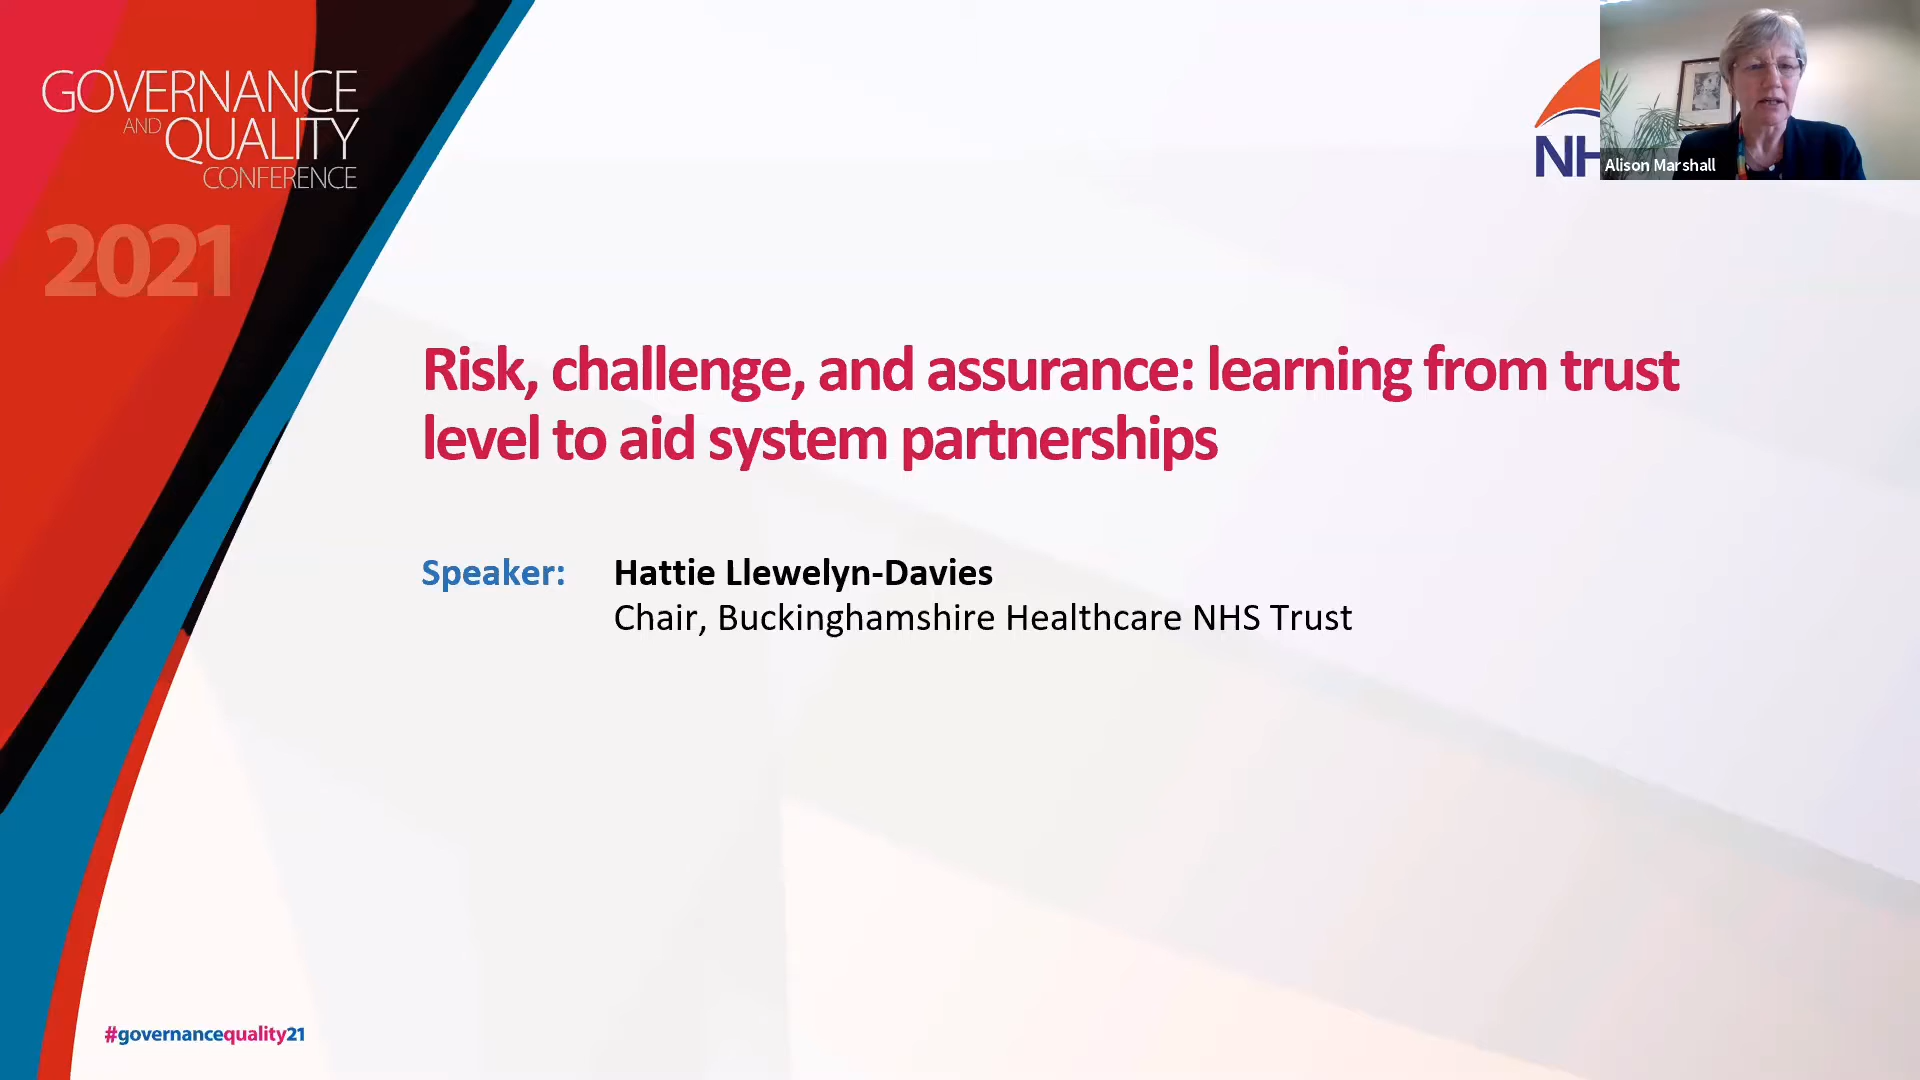 GOVERNANCE
AND QUALITY
CONFERENCE
2021
NH
Alison Marshall
Risk, challenge, and assurance: learning from trust
level to aid system partnerships
Speaker: Hattie Llewelyn-Davies
Chair, Buckinghamshire Healthcare NHS Trust
#governancequality21